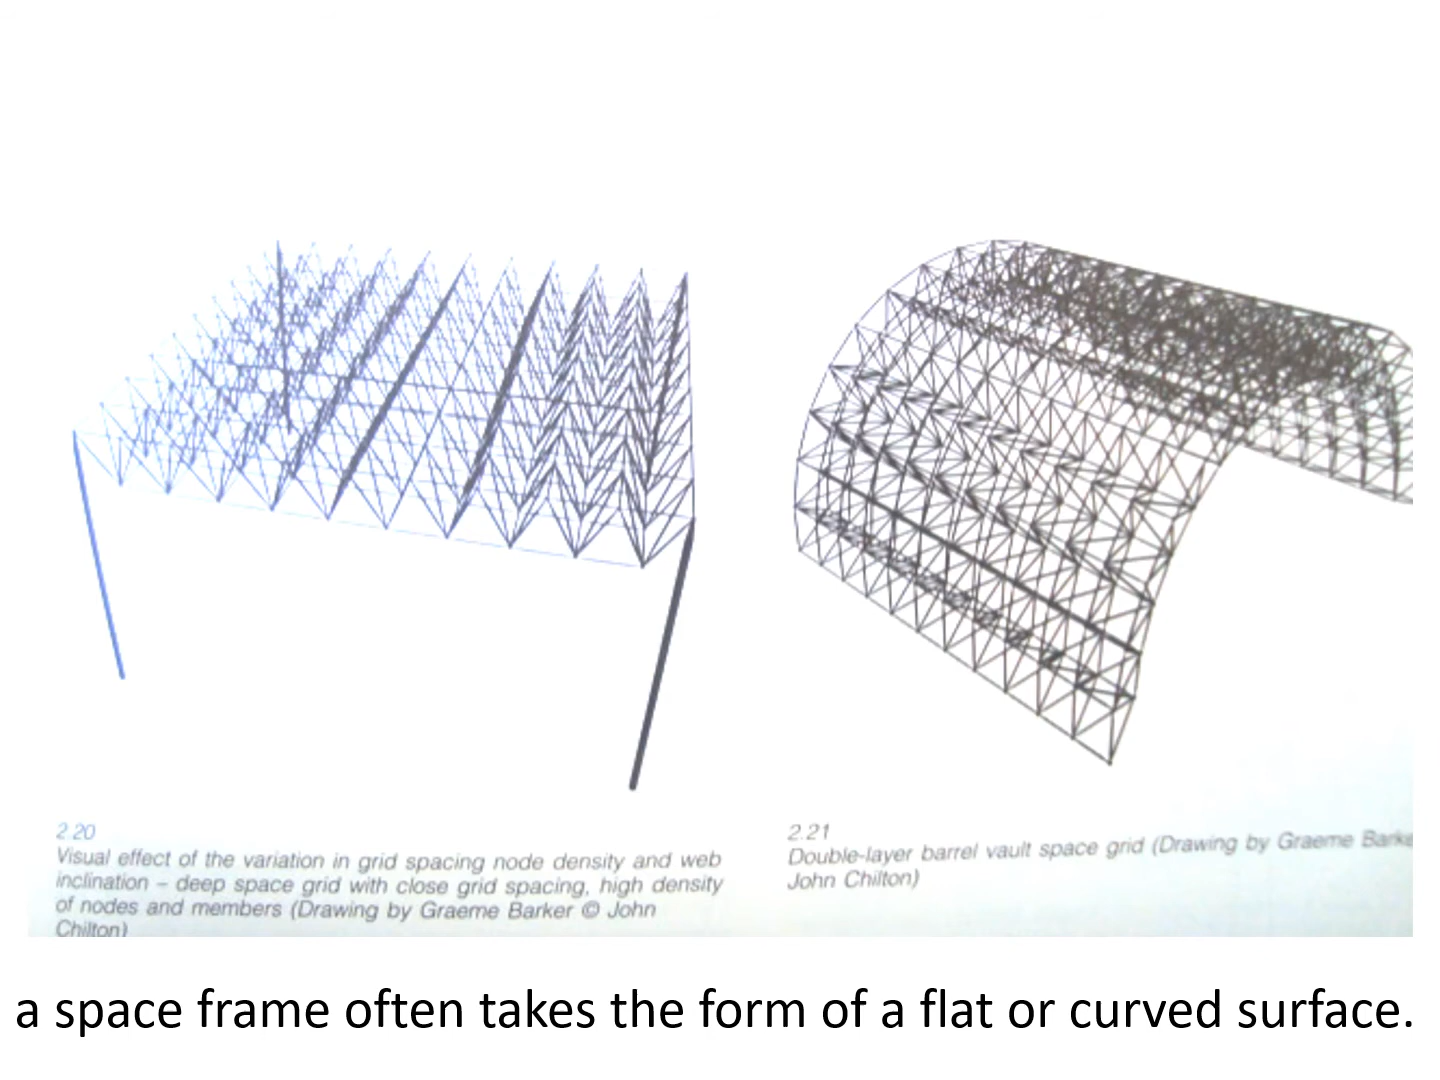 2.20
Visual effect of the variation in grid spacing node density and web
inclination – deep space grid with close grid spacing, high density
of nodes and members (Drawing by Graeme Barker © John
Chilton)
2.21
Double-layer barrel vault space grid (Drawing by Graeme Barke
John Chilton)
a space frame often takes the form of a flat or curved surface.